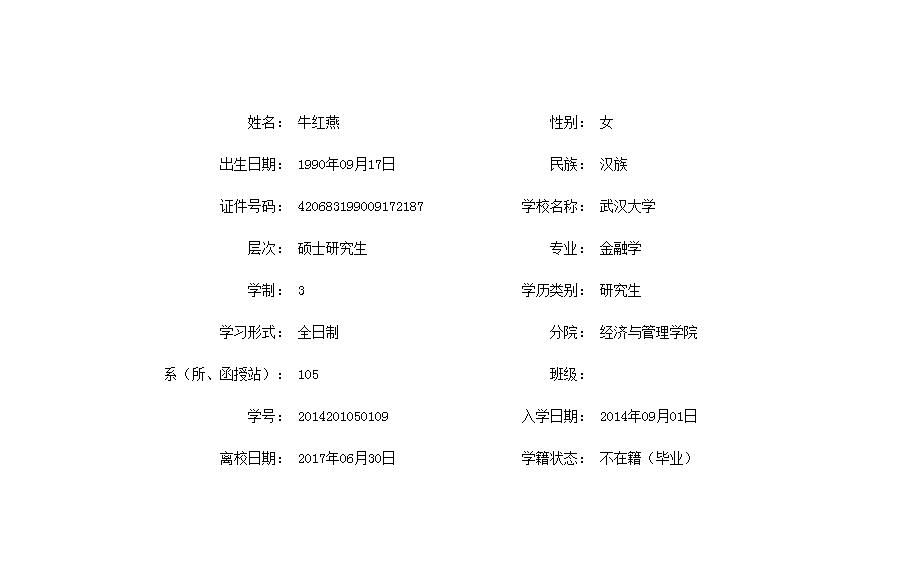 姓名： 牛红燕 性别： 女
出生日期： 1990年09月17日 民族： 汉族
证件号码： 420683199009172187 学校名称： 武汉大学
层次： 硕士研究生 专业： 金融学
学制： 3 学历类别： 研究生
学习形式： 全日制 分院： 经济与管理学院
系（所、函授站）： 105 班级：
学号： 2014201050109 入学日期： 2014年09月01日
离校日期： 2017年06月30日 学籍状态： 不在籍（毕业）